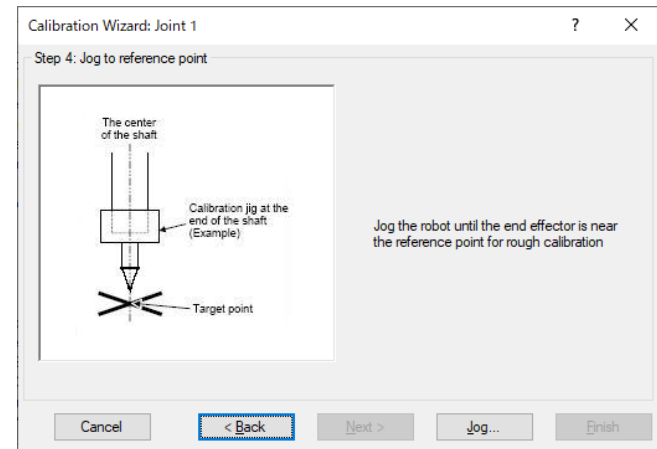 Calibration Wizard: Joint 1
?
Step 4: Jog to reference point
The center
of the shaft
Calibration jig at the
end of the shaft
(Example)
Target point
Jog the robot until the end effector is near
the reference point for rough calibration
Cancel
< Back
Next >
Jog...
Finish